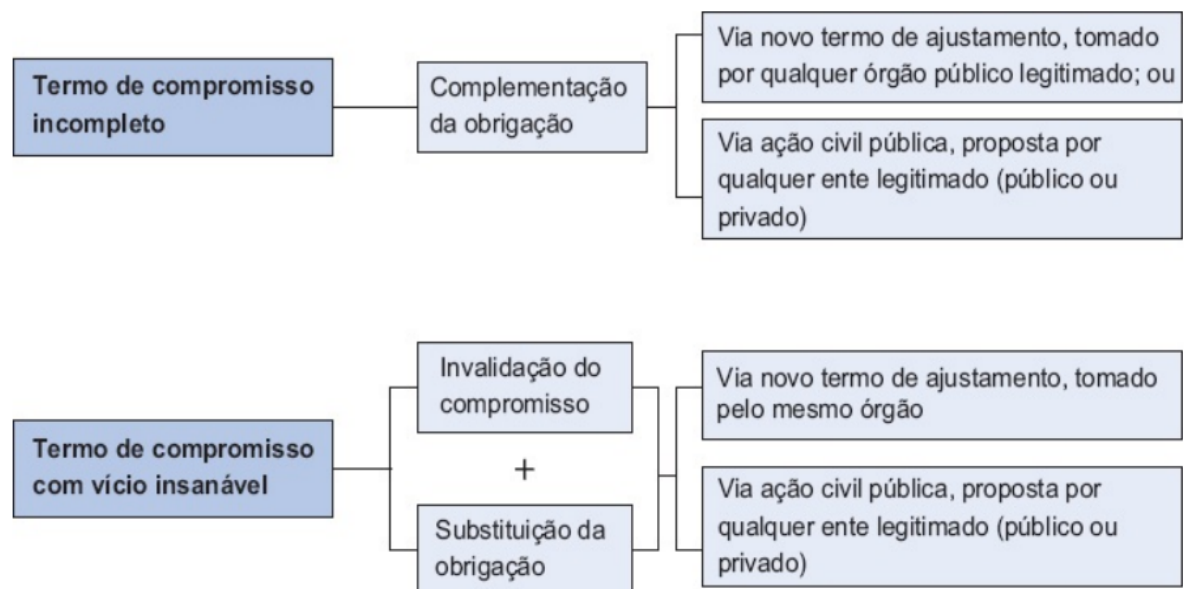 Termo de compromisso
incompleto
Complementação
da obrigação
Via novo termo de ajustamento, tomado
por qualquer órgão público legitimado; ou
Via ação civil pública, proposta por
qualquer ente legitimado (público ou
privado)
Termo de compromisso
com vício insanável
Invalidação do
compromisso
+
Substituição da
obrigação
Via novo termo de ajustamento, tomado
pelo mesmo órgão
Via ação civil pública, proposta por
qualquer ente legitimado (público ou
privado)